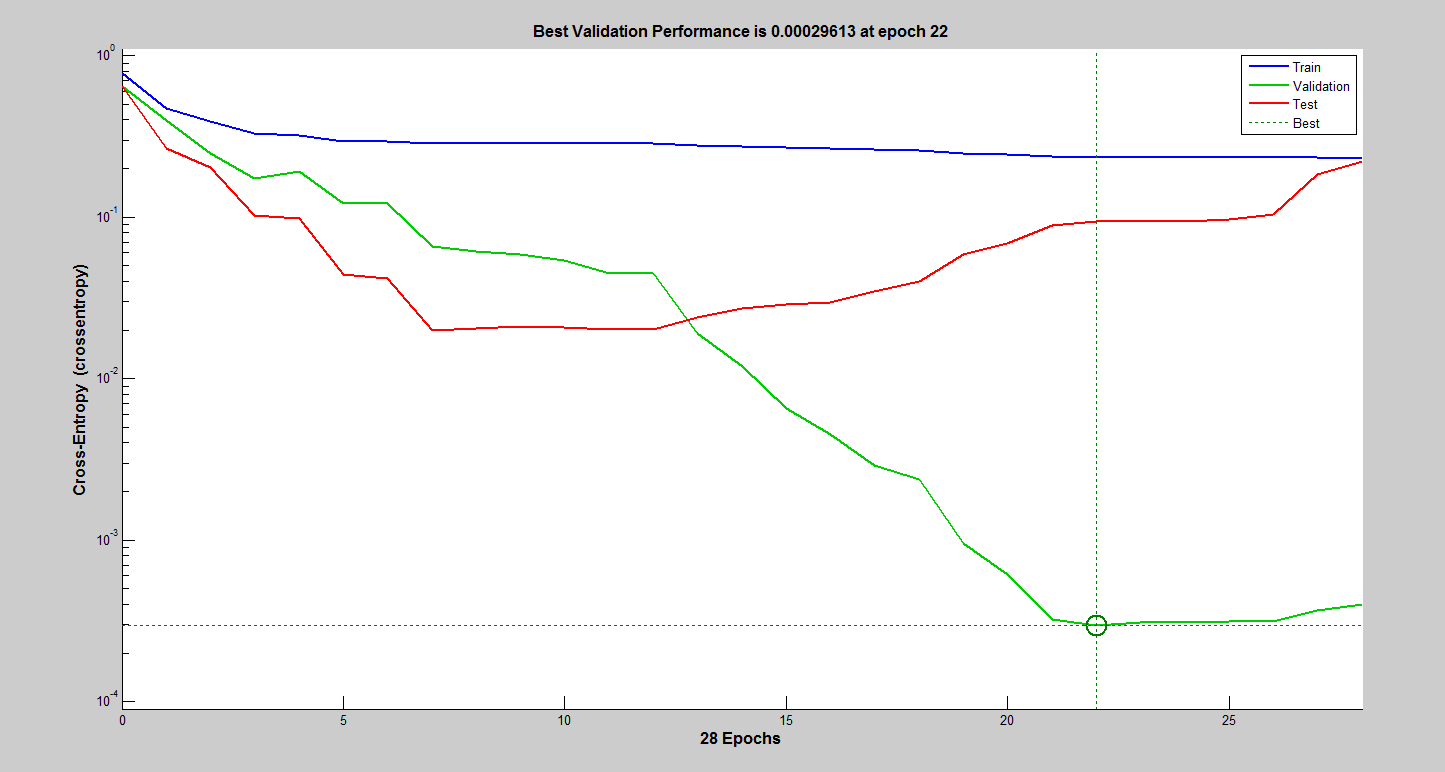 Best Validation Performance is 0.00029613 at epoch 22
Train
Validation
Test
Best
10^0
10^-1
10^-2
10^-3
10^-4
Cross-Entropy (crossentropy)
0 5 10 15 20 25
28 Epochs